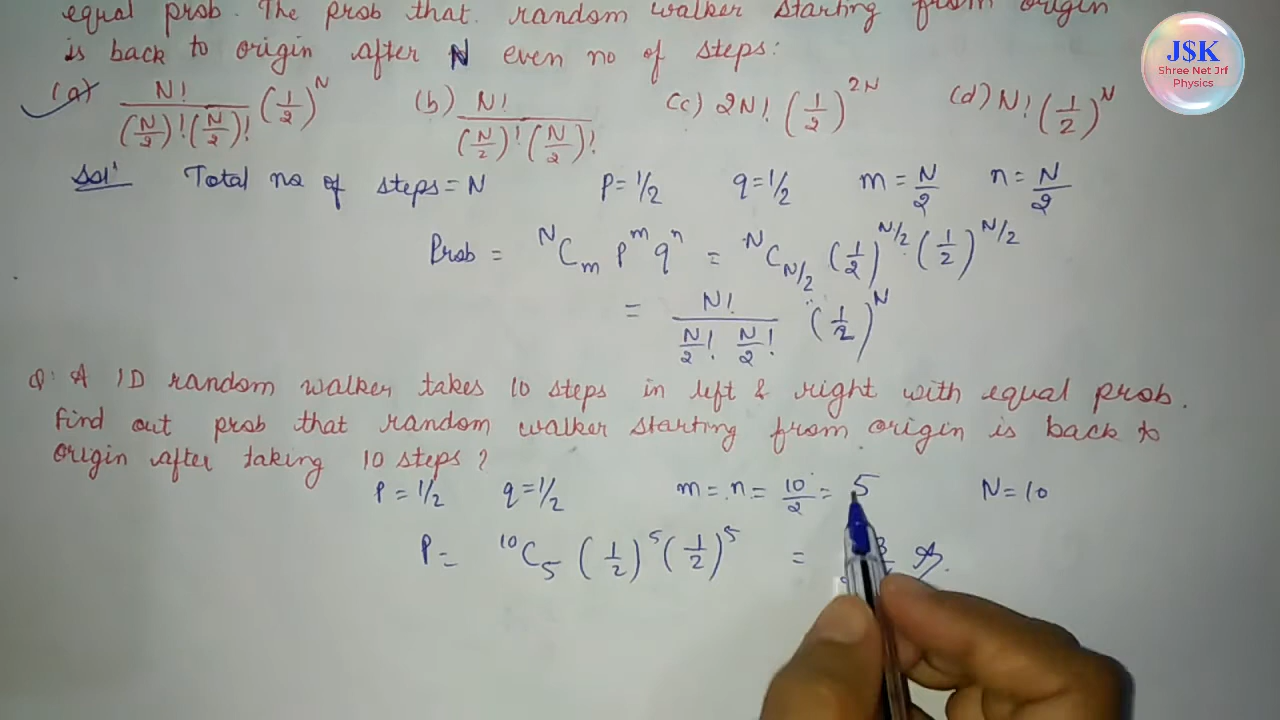 equal prob. The prob that random walker starting from origin
is back to origin after N even no of steps:
(a) N!/((N/2)!(N/2)!) (1/2)^N (b) N!/((N/2)!(N/2)!) (c) 2N! (1/2)^2N (d) N! (1/2)^N
Sol' Total no of steps = N P = 1/2 q = 1/2 m = N/2 n = N/2
Prob = ^N C_m P^m q^n = ^N C_N/2 (1/2)^N/2 (1/2)^N/2
= N!/(N/2! N/2!) (1/2)^N
Q: A 1D random walker takes 10 steps in left & right with equal prob.
Find out prob that random walker starting from origin is back to
origin after taking 10 steps?
P = 1/2 q = 1/2 m = n = 10/2 = 5 N = 10
P = ^10 C_5 (1/2)^5 (1/2)^5 =
J$K
Shree Net Jrf
Physics